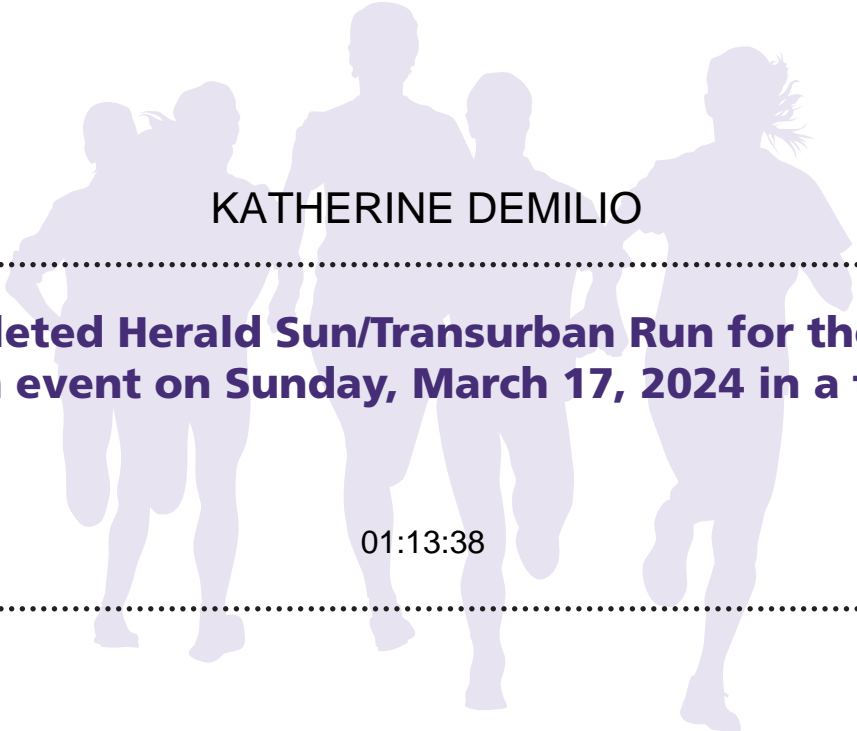 KATHERINE DEMILIO
leted Herald Sun/Transurban Run for the
event on Sunday, March 17, 2024 in a
01:13:38